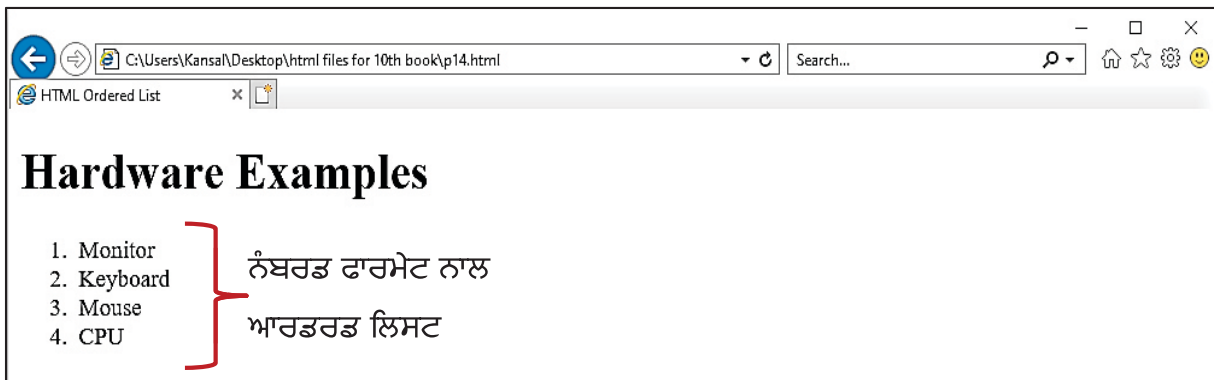 C:\Users\Kansal\Desktop\html files for 10th book\p14.html
Search...
HTML Ordered List
Hardware Examples
1. Monitor
2. Keyboard
3. Mouse
4. CPU
ਨੰਬਰਡ ਫਾਰਮੇਟ ਨਾਲ
ਆਰਡਰਡ ਲਿਸਟ